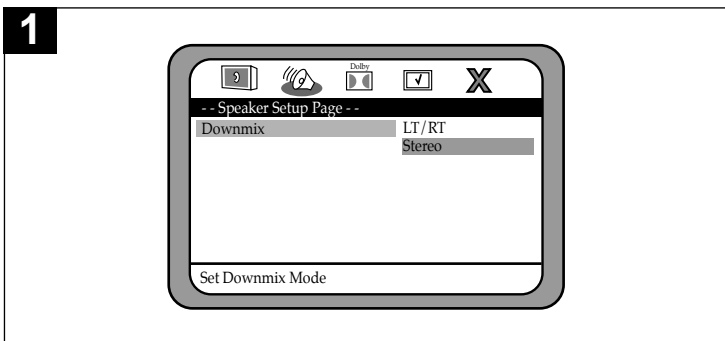 1
Dolby
X
- - Speaker Setup Page - -
Downmix LT/RT
Stereo
Set Downmix Mode